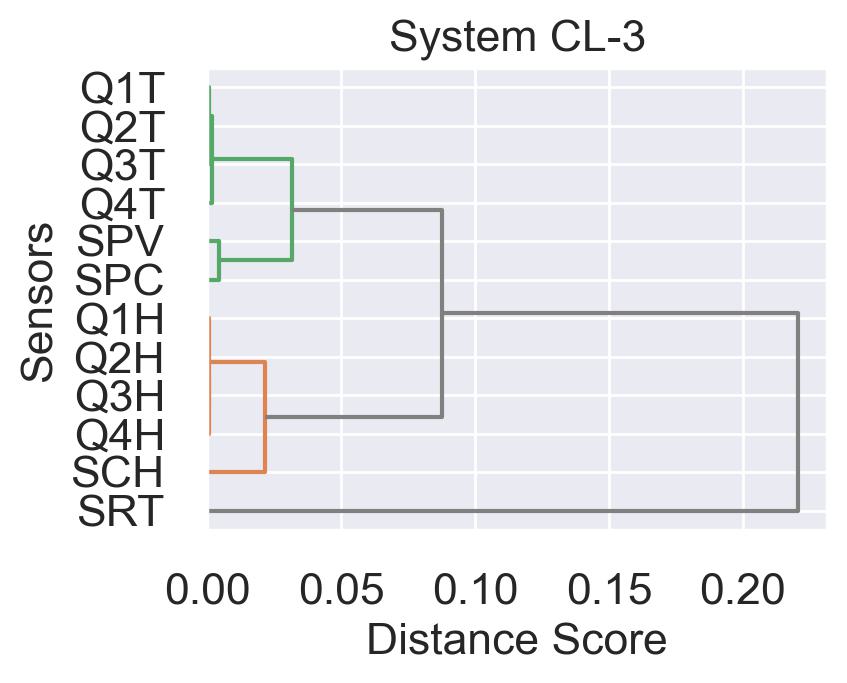 System CL-3
Sensors
Q1T
Q2T
Q3T
Q4T
SPV
SPC
Q1H
Q2H
Q3H
Q4H
SCH
SRT
0.00 0.05 0.10 0.15 0.20
Distance Score